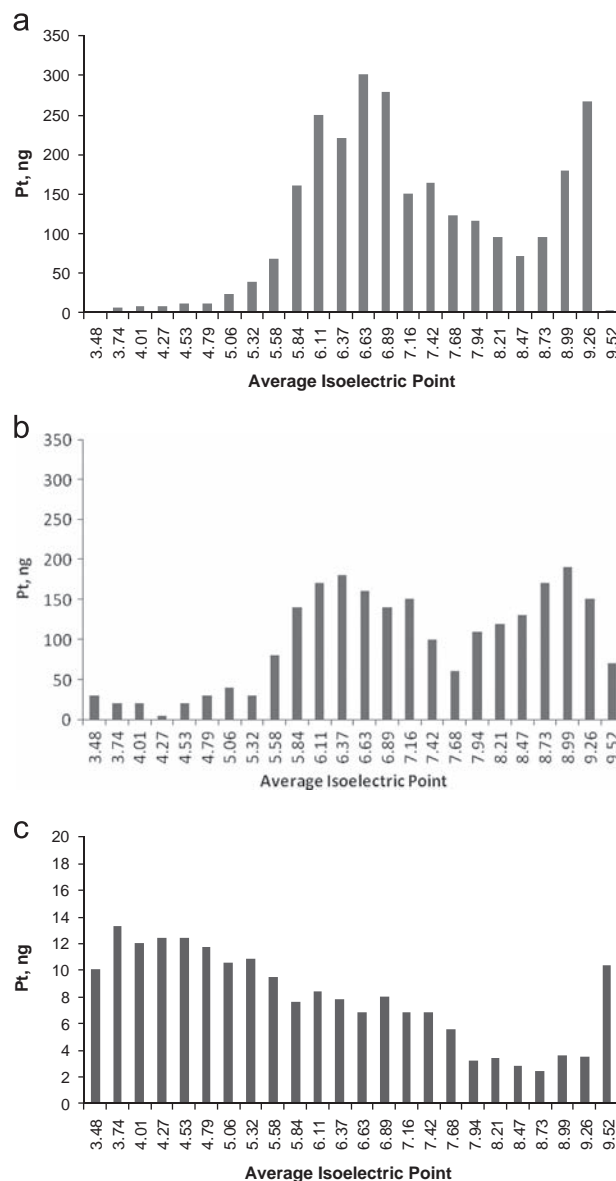 a
Pt, ng
350
300
250
200
150
100
50
0
3.48 3.74 4.01 4.27 4.53 4.79 5.06 5.32 5.58 5.84 6.11 6.37 6.63 6.89 7.16 7.42 7.68 7.94 8.21 8.47 8.73 8.99 9.26 9.52
Average Isoelectric Point
b
Pt, ng
350
300
250
200
150
100
50
0
3.48 3.74 4.01 4.27 4.53 4.79 5.06 5.32 5.58 5.84 6.11 6.37 6.63 6.89 7.16 7.42 7.68 7.94 8.21 8.47 8.73 8.99 9.26 9.52
Average Isoelectric Point
c
Pt, ng
20
18
16
14
12
10
8
6
4
2
0
3.48 3.74 4.01 4.27 4.53 4.79 5.06 5.32 5.58 5.84 6.11 6.37 6.63 6.89 7.16 7.42 7.68 7.94 8.21 8.47 8.73 8.99 9.26 9.52
Average Isoelectric Point